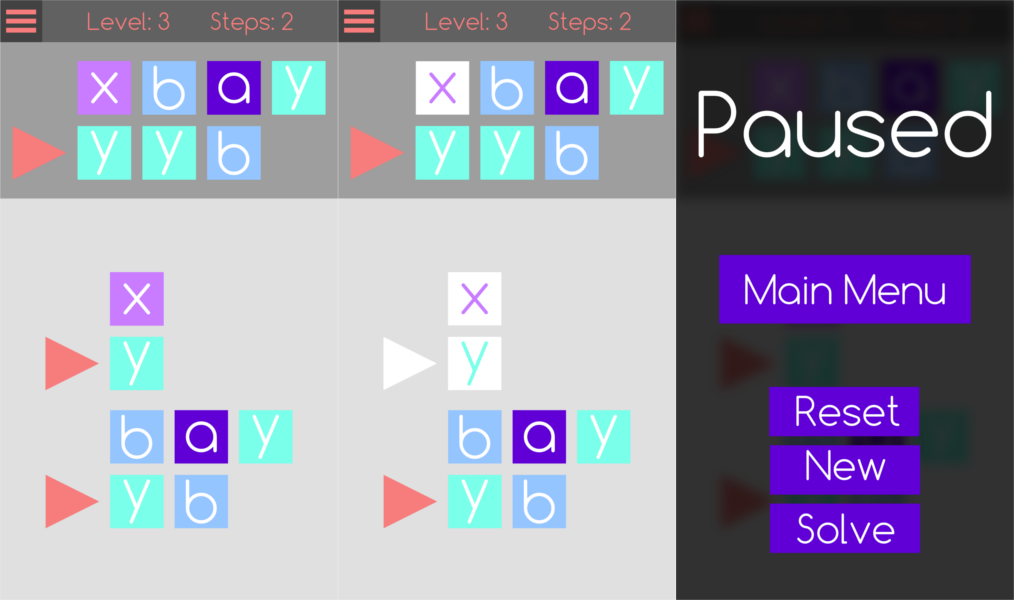 Level: 3 Steps: 2
x b a y
y y b
x
y
b a y
y b
Level: 3 Steps: 2
x b a y
y y b
x
y
b a y
y b
Paused
Main Menu
Reset
New
Solve